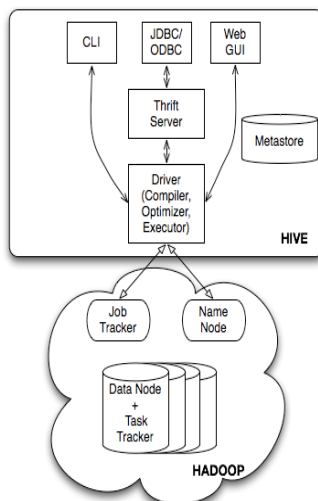 CLI
JDBC/
ODBC
Web
GUI
Thrift
Server
Metastore
Driver
(Compiler,
Optimizer,
Executor)
HIVE
Job
Tracker
Name
Node
Data Node
+
Task
Tracker
HADOOP